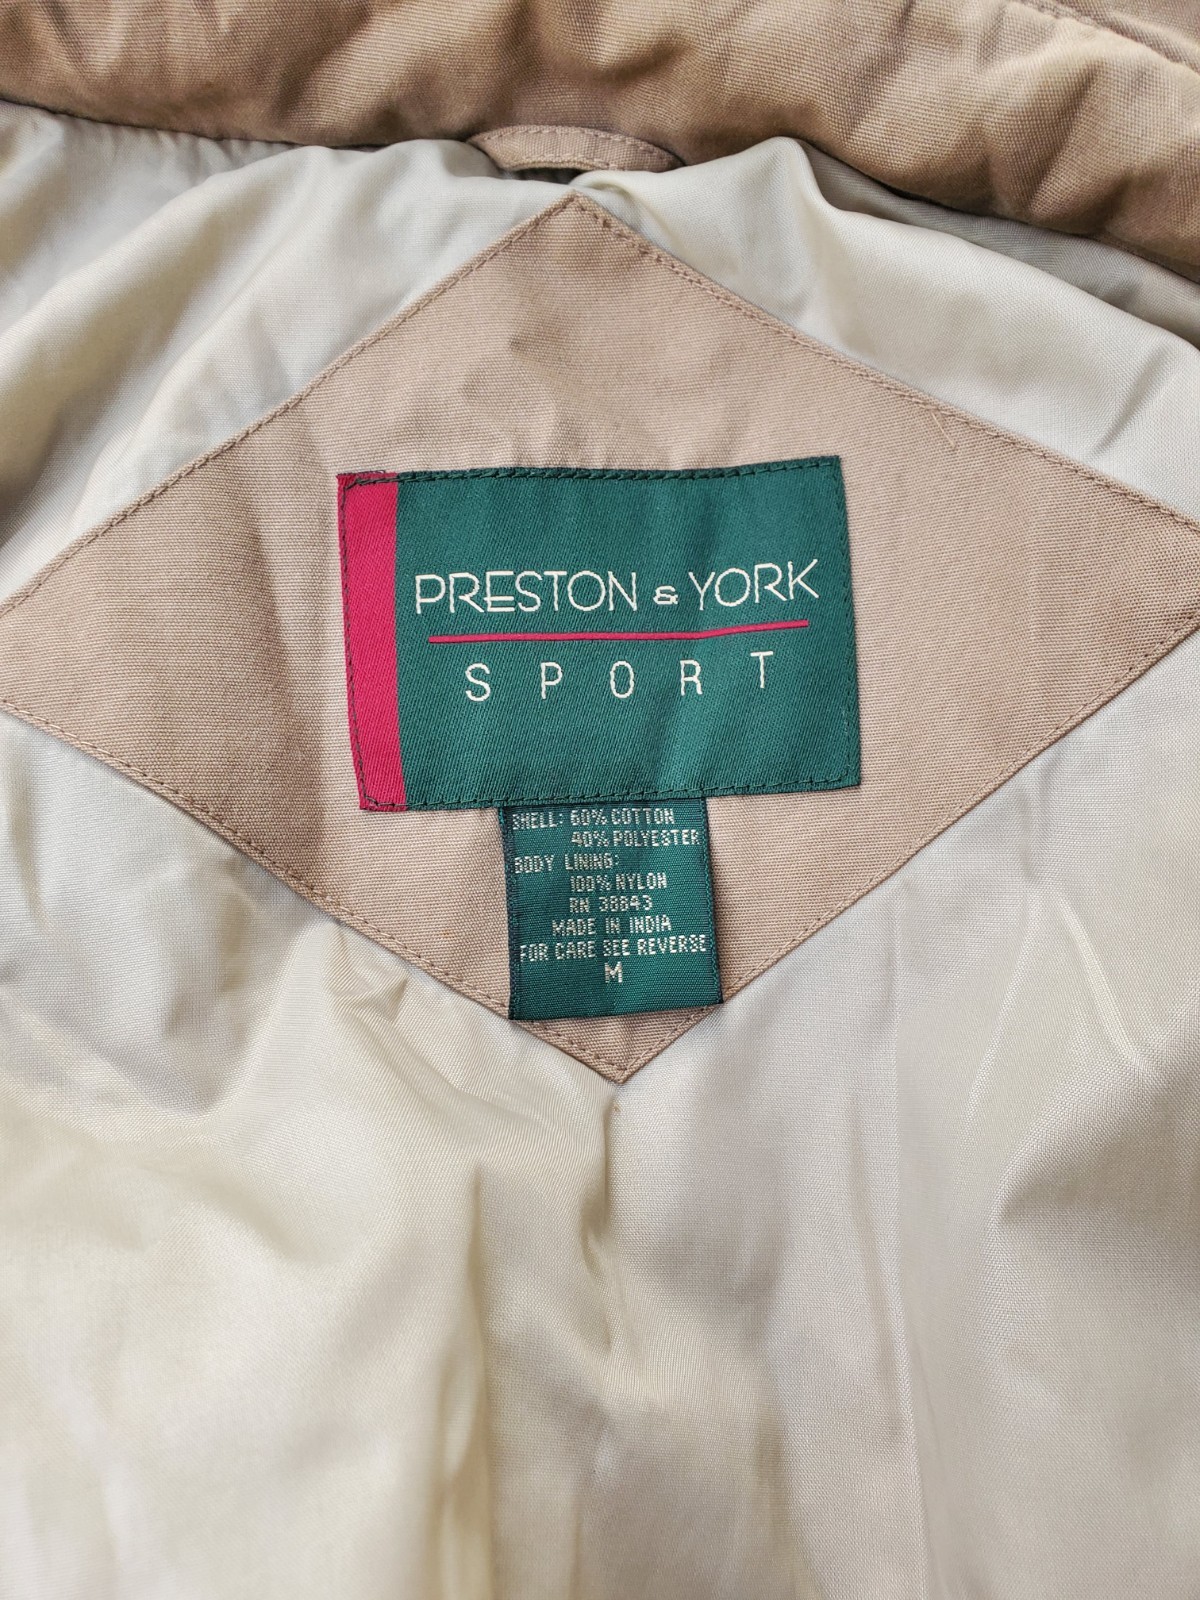 PRESTON & YORK
SPORT
SHELL: 60% COTTON
40% POLYESTER
BODY LINING:
100% NYLON
RN 38843
MADE IN INDIA
FOR CARE SEE REVERSE
M